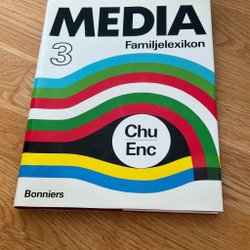 MEDIA
3
Familjelexikon
Chu
Enc
Bonniers